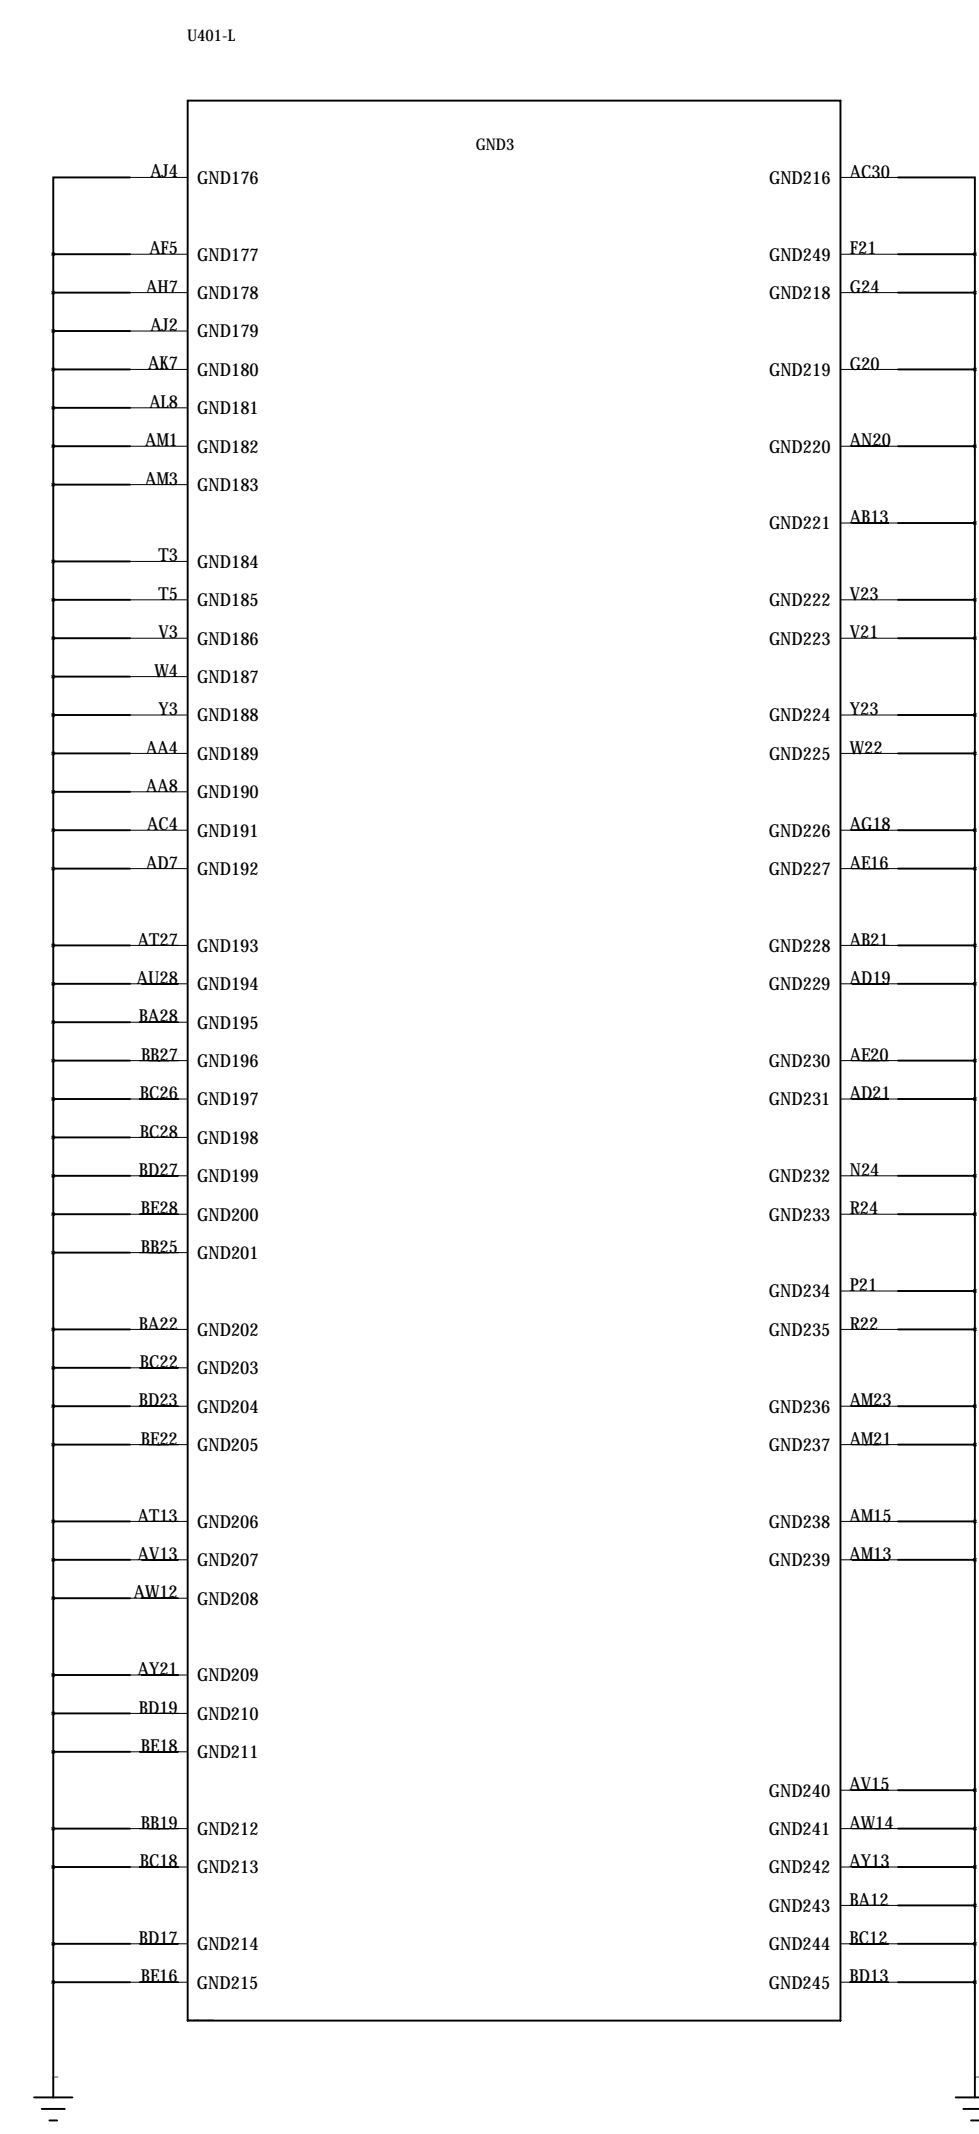 U401-L
GND3
AJ4 GND176 GND216 AC30
AF5 GND177 GND249 F21
AH7 GND178 GND218 G24
AJ2 GND179
AK7 GND180 GND219 G20
AL8 GND181
AM1 GND182 GND220 AN20
AM3 GND183
GND221 AB13
T3 GND184
T5 GND185 GND222 V23
V3 GND186 GND223 V21
W4 GND187
Y3 GND188 GND224 Y23
AA4 GND189 GND225 W22
AA8 GND190
AC4 GND191 GND226 AG18
AD7 GND192 GND227 AE16
AT27 GND193 GND228 AB21
AU28 GND194 GND229 AD19
BA28 GND195
BB27 GND196 GND230 AE20
BC26 GND197 GND231 AD21
BC28 GND198
BD27 GND199 GND232 N24
BE28 GND200 GND233 R24
BB25 GND201
GND234 P21
BA22 GND202 GND235 R22
BC22 GND203
BD23 GND204 GND236 AM23
BE22 GND205 GND237 AM21
AT13 GND206 GND238 AM15
AV13 GND207 GND239 AM13
AW12 GND208
AY21 GND209
BD19 GND210
BE18 GND211
GND240 AV15
BB19 GND212 GND241 AW14
BC18 GND213 GND242 AY13
GND243 BA12
BD17 GND214 GND244 BC12
BE16 GND215 GND245 BD13